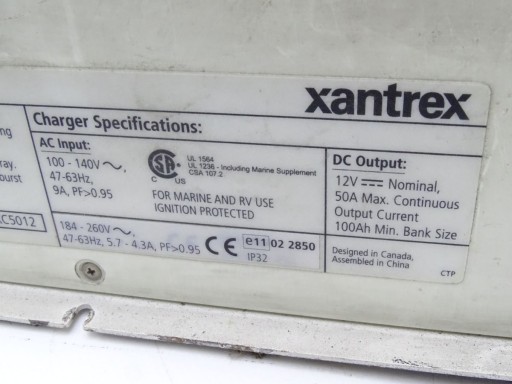 xantrex
ng
ray.
ourst
C5012
Charger Specifications:
AC Input:
100 - 140V~,
47-63Hz,
9A, PF>0.95
184 - 260V~,
47-63Hz, 5.7 - 4.3A, PF>0.95
SA
C US
UL 1564
UL 1236 - Including Marine Supplement
CSA 107.2
FOR MARINE AND RV USE
IGNITION PROTECTED
CE e11 02 2850
IP32
DC Output:
12V Nominal,
50A Max. Continuous
Output Current
100Ah Min. Bank Size
Designed in Canada,
Assembled in China
CTP